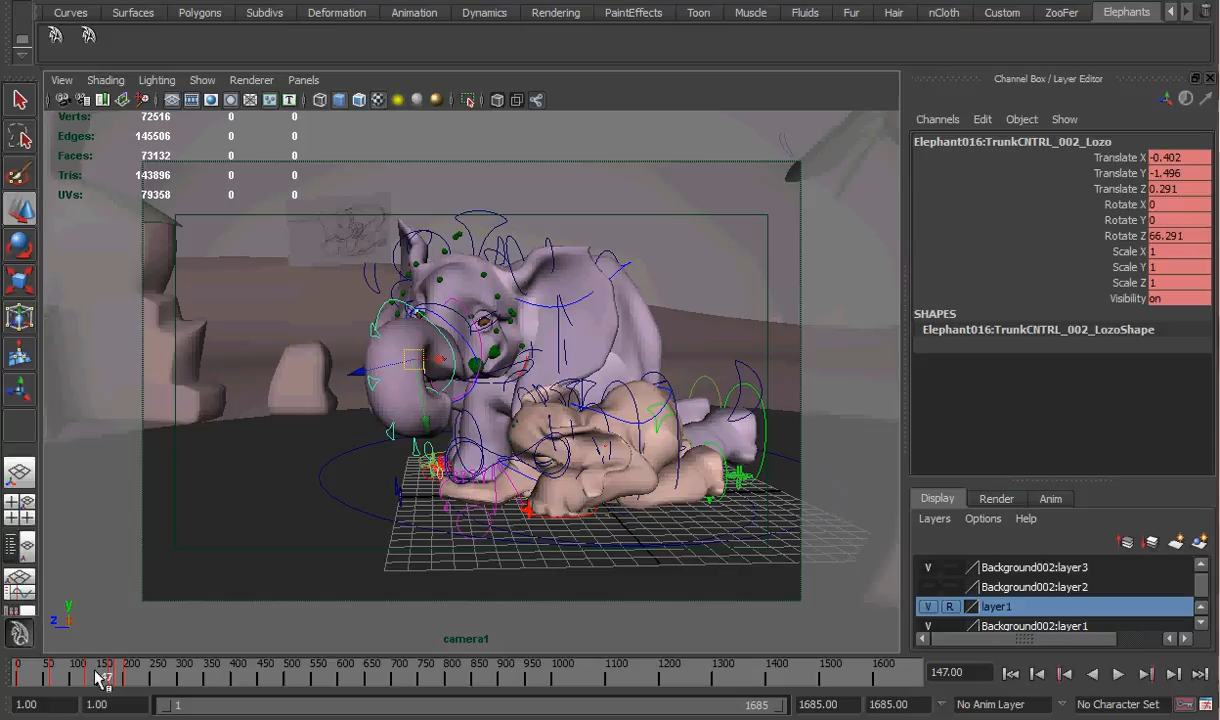 Curves Surfaces Polygons Subdivs Deformation Animation Dynamics Rendering PaintEffects Toon Muscle Fluids Fur Hair nCloth Custom ZooFer Elephants
View Shading Lighting Show Renderer Panels
Channel Box / Layer Editor
Channels Edit Object Show
Verts: 72516 0 0
Edges: 145506 0 0
Faces: 73132 0 0
Tris: 143896 0 0
UVs: 79358 0 0
Elephant016:TrunkCNTRL_002_Lozo
Translate X -0.402
Translate Y -1.496
Translate Z 0.291
Rotate X 0
Rotate Y 0
Rotate Z 66.291
Scale X 1
Scale Y 1
Scale Z 1
Visibility on
SHAPES
Elephant016:TrunkCNTRL_002_LozoShape
Display Render Anim
Layers Options Help
V Background002:layer3
Background002:layer2
V R layer1
V Background002:layer1
y
z
camera1
0 50 100 150 200 250 300 350 400 450 500 550 600 650 700 750 800 850 900 950 1000 1100 1200 1300 1400 1500 1600
147.00
1.00 1.00 1 1685 1685.00 1685.00 No Anim Layer No Character Set